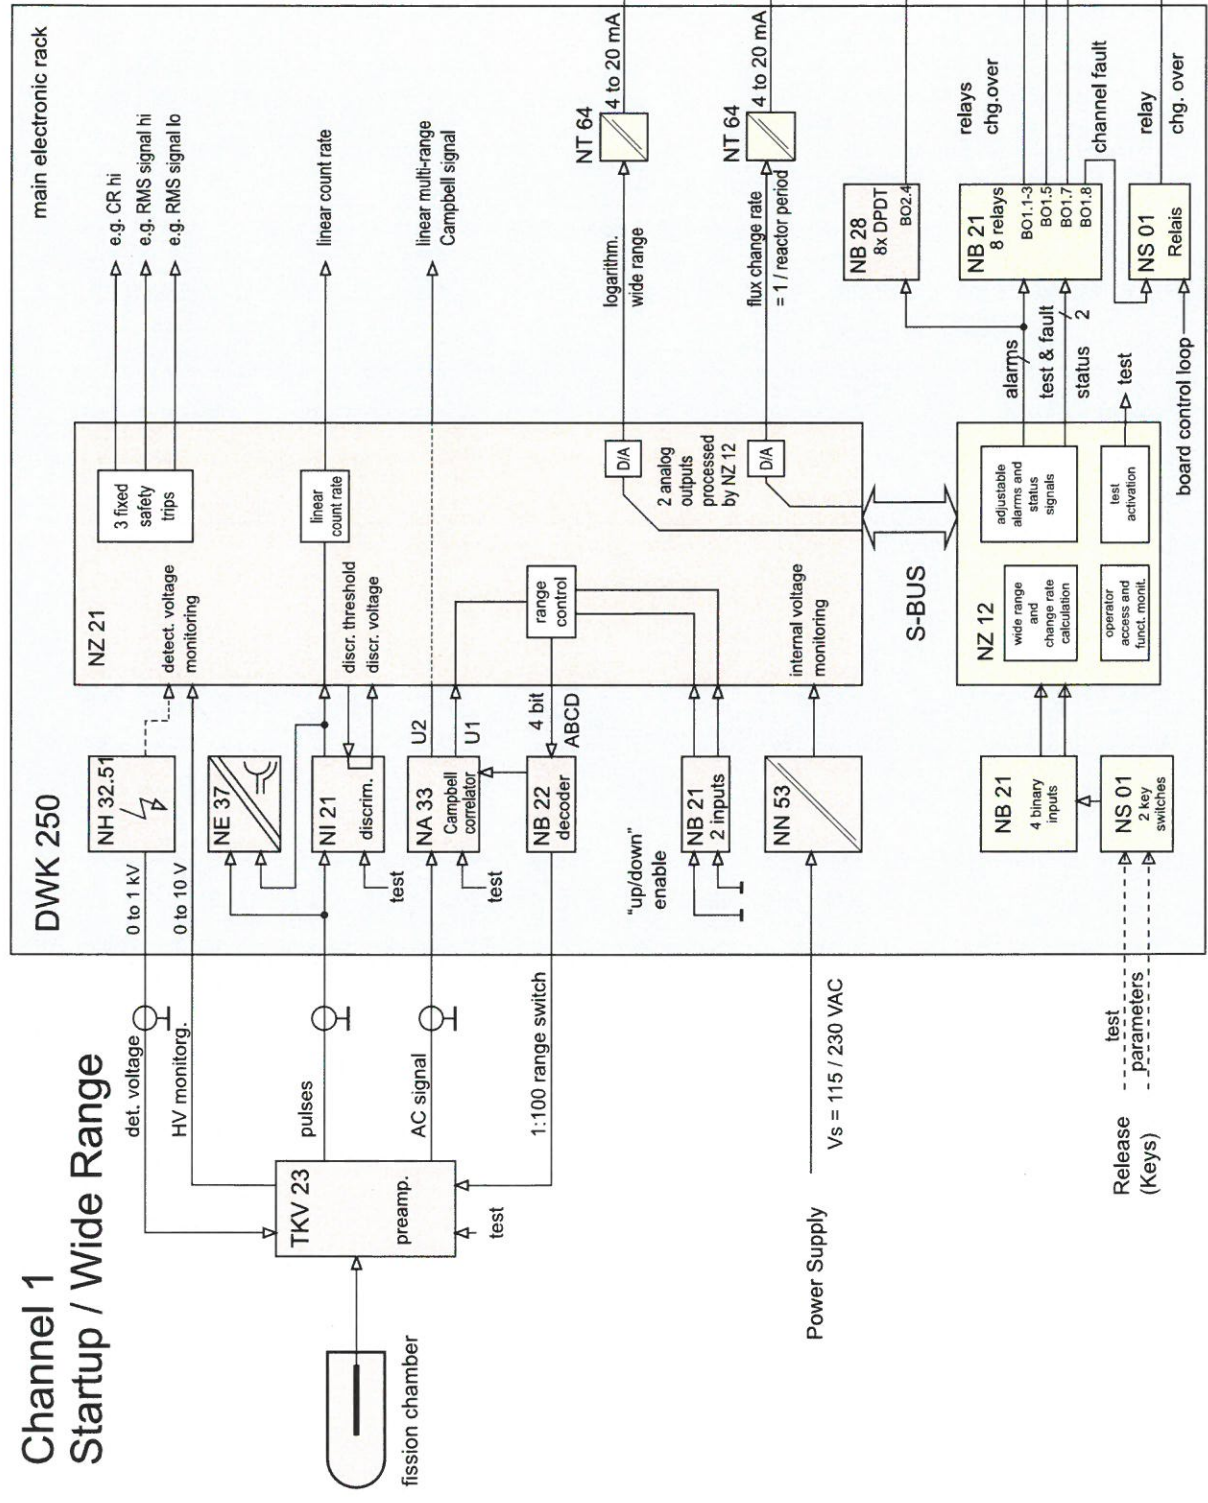 Channel 1
Startup / Wide Range
DWK 250
main electronic rack
fission chamber
TKV 23
preamp.
test
det. voltage
HV monitorg.
pulses
AC signal
1:100 range switch
0 to 1 kV
0 to 10 V
NH 32.51
NE 37
NI 21
discrim.
test
NA 33
Campbell
correlator
test
NB 22
decoder
U2
U1
4 bit
ABCD
"up/down"
enable
NB 21
2 inputs
NN 53
Power Supply
Vs = 115 / 230 VAC
NZ 21
detect. voltage
monitoring
discr. threshold
discr. voltage
range
control
internal voltage
monitoring
3 fixed
safety
trips
linear
count rate
D/A
2 analog
outputs
processed
by NZ 12
D/A
e.g. CR hi
e.g. RMS signal hi
e.g. RMS signal lo
linear count rate
linear multi-range
Campbell signal
logarithm.
wide range
NT 64
4 to 20 mA
flux change rate
= 1 / reactor period
NT 64
4 to 20 mA
S-BUS
Release
(Keys)
test
parameters
NB 21
4 binary
inputs
NS 01
2 key
switches
NZ 12
wide range
and
change rate
calculation
adjustable
alarms and
status
signals
operator
access and
funct. monit.
test
activation
alarms
test & fault
status
2
test
board control loop
NB 28
8x DPDT
BO2.4
NB 21
8 relays
BO1.1-3
BO1.5
BO1.7
BO1.8
relays
chg.over
channel fault
NS 01
Relais
relay
chg. over